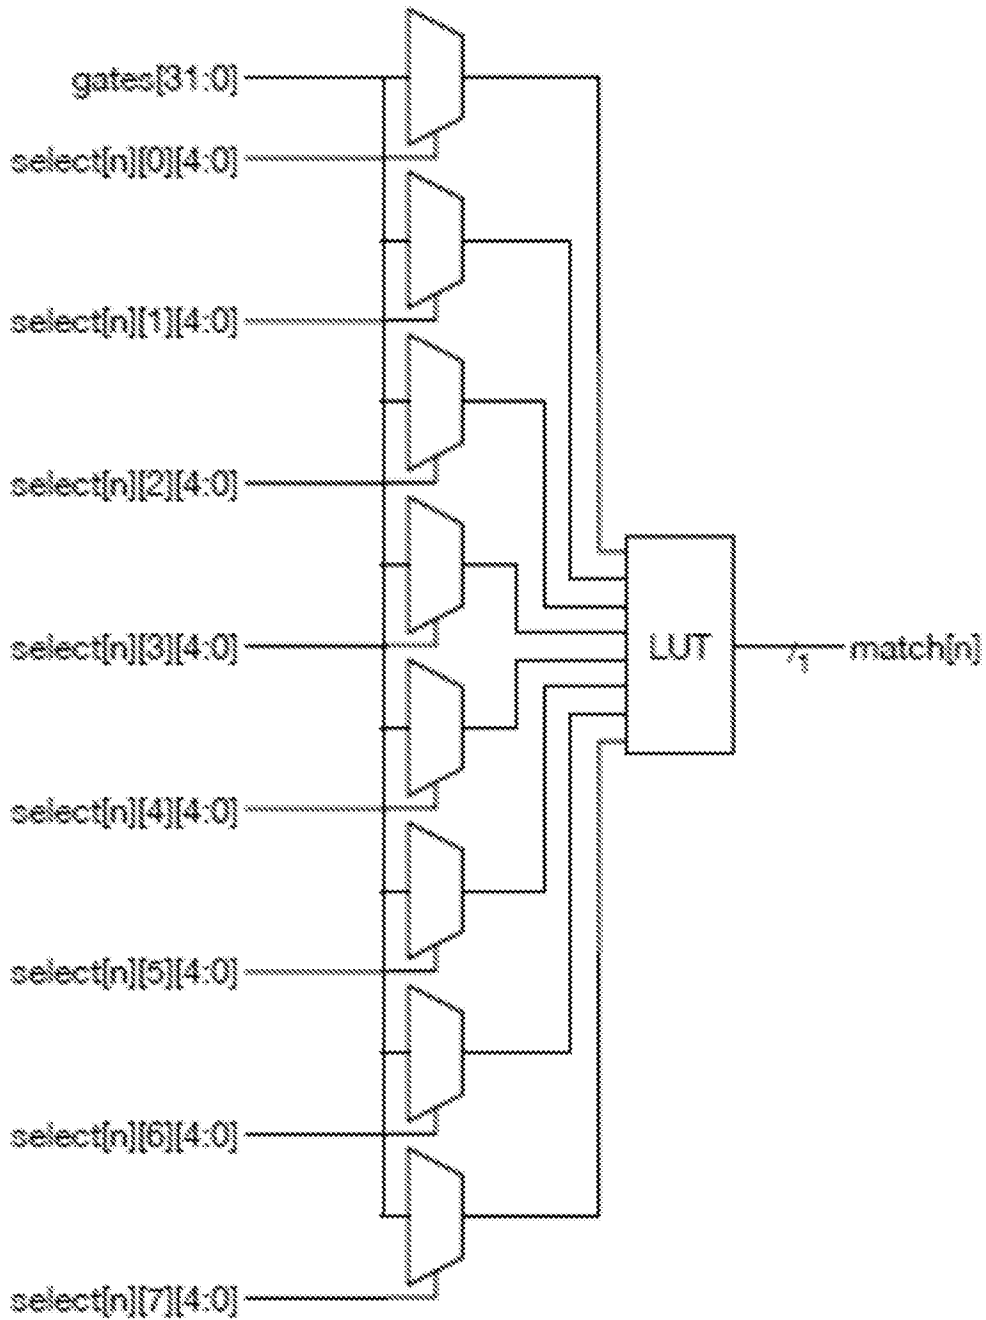 gates[31:0]
select[n][0][4:0]
select[n][1][4:0]
select[n][2][4:0]
select[n][3][4:0]
LUT
1
match[n]
select[n][4][4:0]
select[n][5][4:0]
select[n][6][4:0]
select[n][7][4:0]